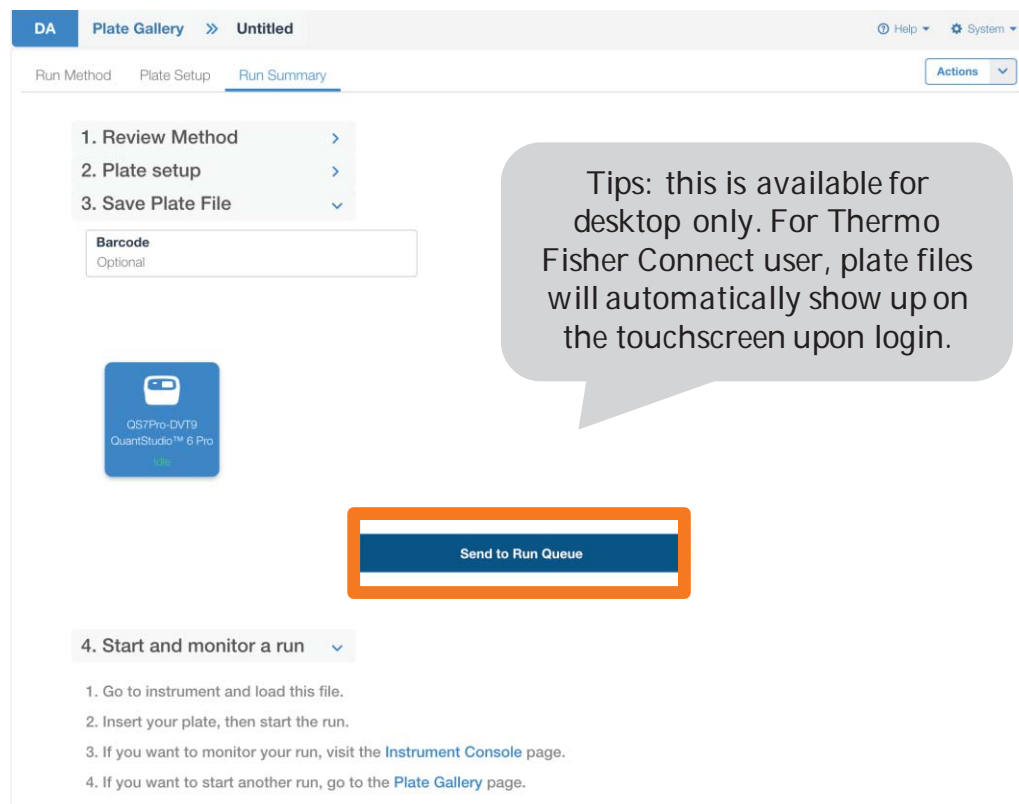 DA Plate Gallery » Untitled Help System
Run Method Plate Setup Run Summary Actions
1. Review Method
2. Plate setup
3. Save Plate File
Barcode
Optional
Tips: this is available for
desktop only. For Thermo
Fisher Connect user, plate files
will automatically show up on
the touchscreen upon login.
QS7Pro-DVT9
QuantStudio™ 6 Pro
Idle
Send to Run Queue
4. Start and monitor a run
1. Go to instrument and load this file.
2. Insert your plate, then start the run.
3. If you want to monitor your run, visit the Instrument Console page.
4. If you want to start another run, go to the Plate Gallery page.